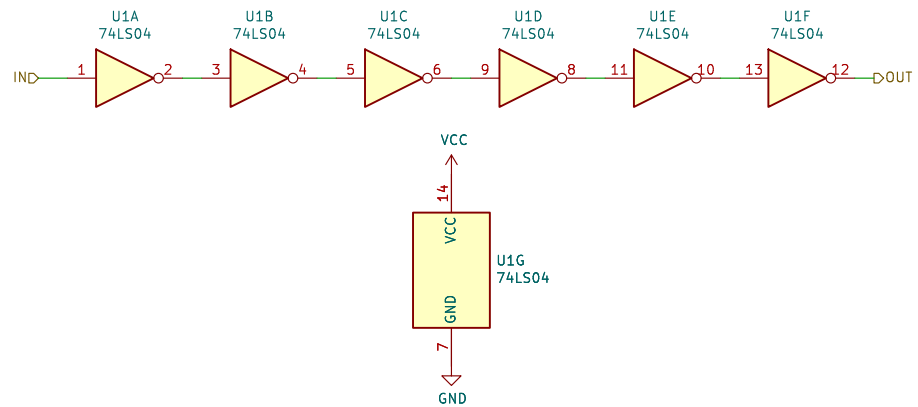 U1A U1B U1C U1D U1E U1F
74LS04 74LS04 74LS04 74LS04 74LS04 74LS04
IN 1 2 3 4 5 6 9 8 11 10 13 12 OUT
VCC
14
VCC
U1G
74LS04
GND
7
GND